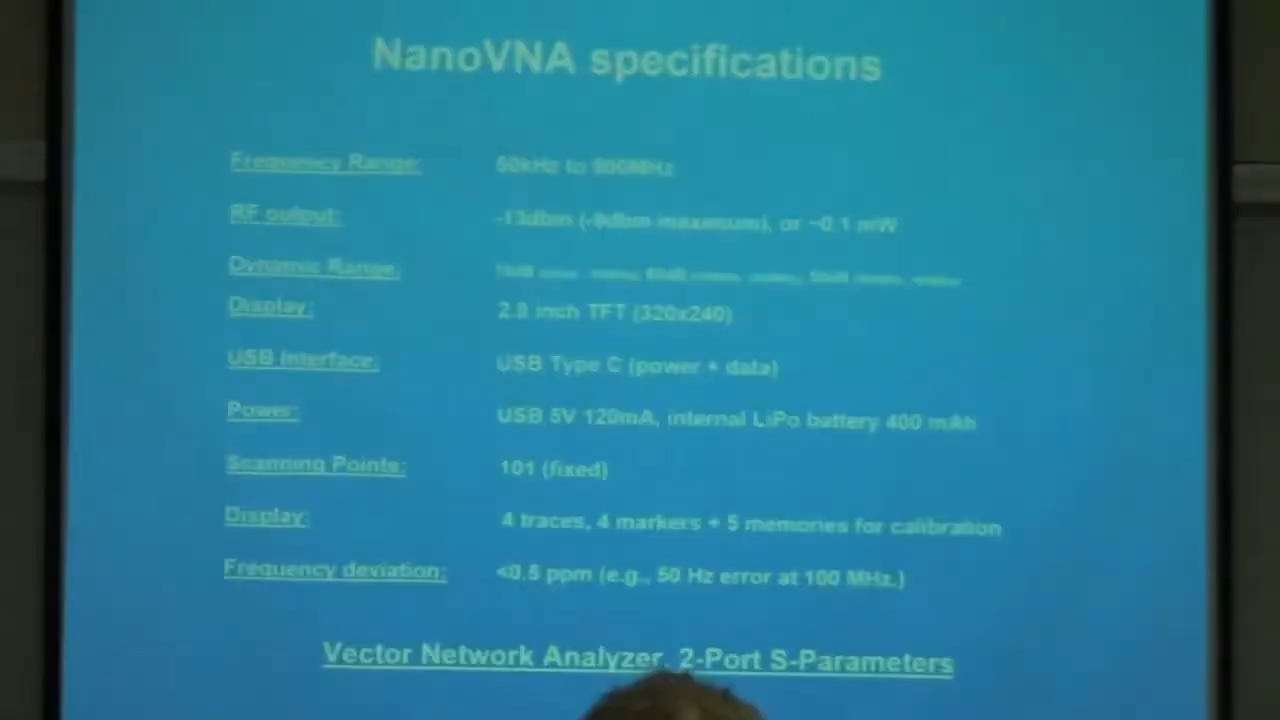 NanoVNA specifications
Frequency Range: to 900MHz
RF output: -13dbm (-9dbm maximum), or ~0.1 mW
Dynamic Range:
Display: 2.8 inch TFT (320x240)
USB Interface: USB Type C (power + data)
Power: USB 5V 120mA, internal LiPo battery 400 mAh
Scanning Points: 101 (fixed)
Display: 4 traces, 4 markers + 5 memories for calibration
Frequency deviation: <0.5 ppm (e.g., 50 Hz error at 100 MHz.)
Vector Network Analyzer, 2-Port S-Parameters